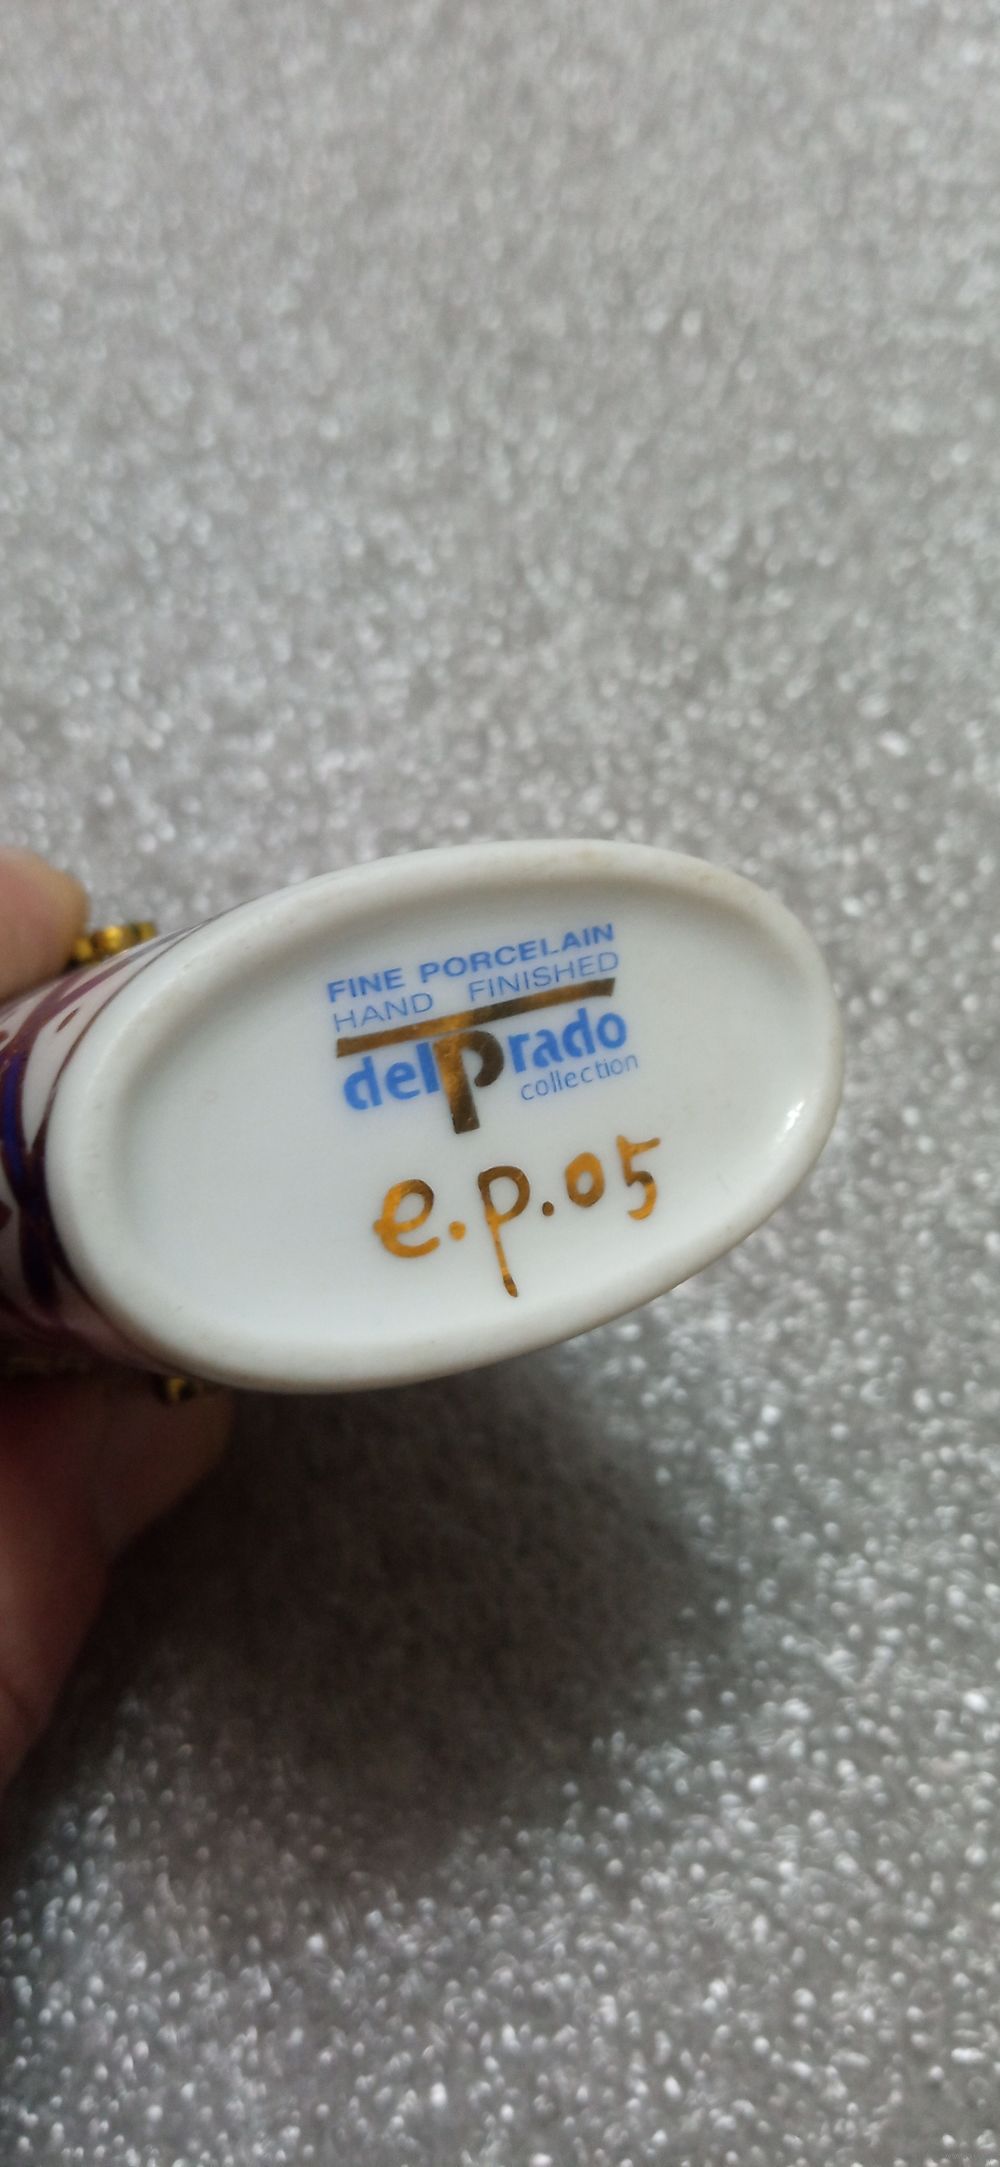 FINE PORCELAIN
HAND FINISHED
delPrado
collection
e.p.05